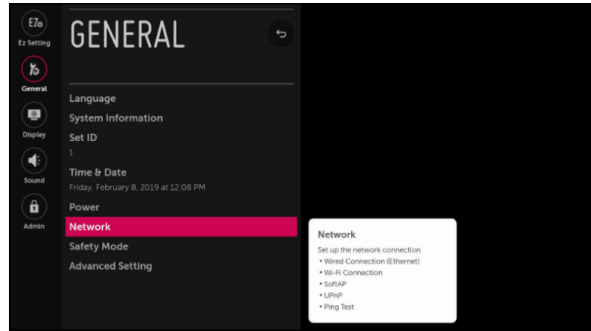 EZ
Ez Setting
General
Display
Sound
Admin
GENERAL
Language
System Information
Set ID
1
Time & Date
Friday, February 8, 2019 at 12:08 PM
Power
Network
Safety Mode
Advanced Setting
Network
Set up the network connection
• Wired Connection (Ethernet)
• Wi-Fi Connection
• SoftAP
• UPnP
• Ping Test